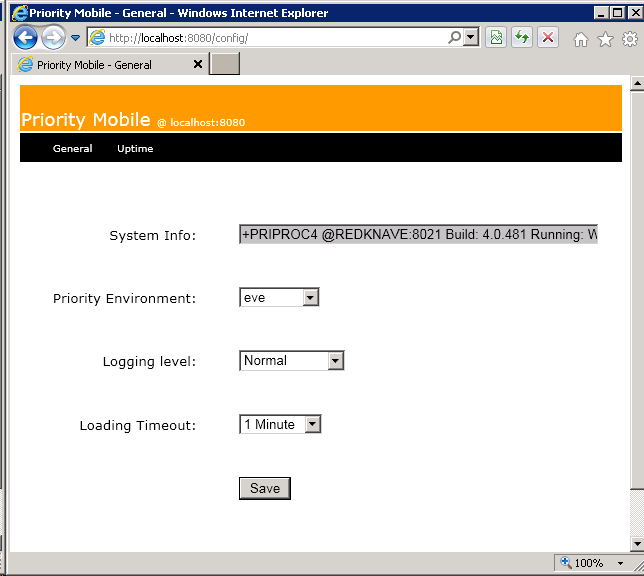 Priority Mobile - General - Windows Internet Explorer
http://localhost:8080/config/
Priority Mobile - General
Priority Mobile @ localhost:8080
General Uptime
System Info: +PRIPROC4 @REDKNAVE:8021 Build: 4.0.481 Running: W
Priority Environment: eve
Logging level: Normal
Loading Timeout: 1 Minute
Save
100%